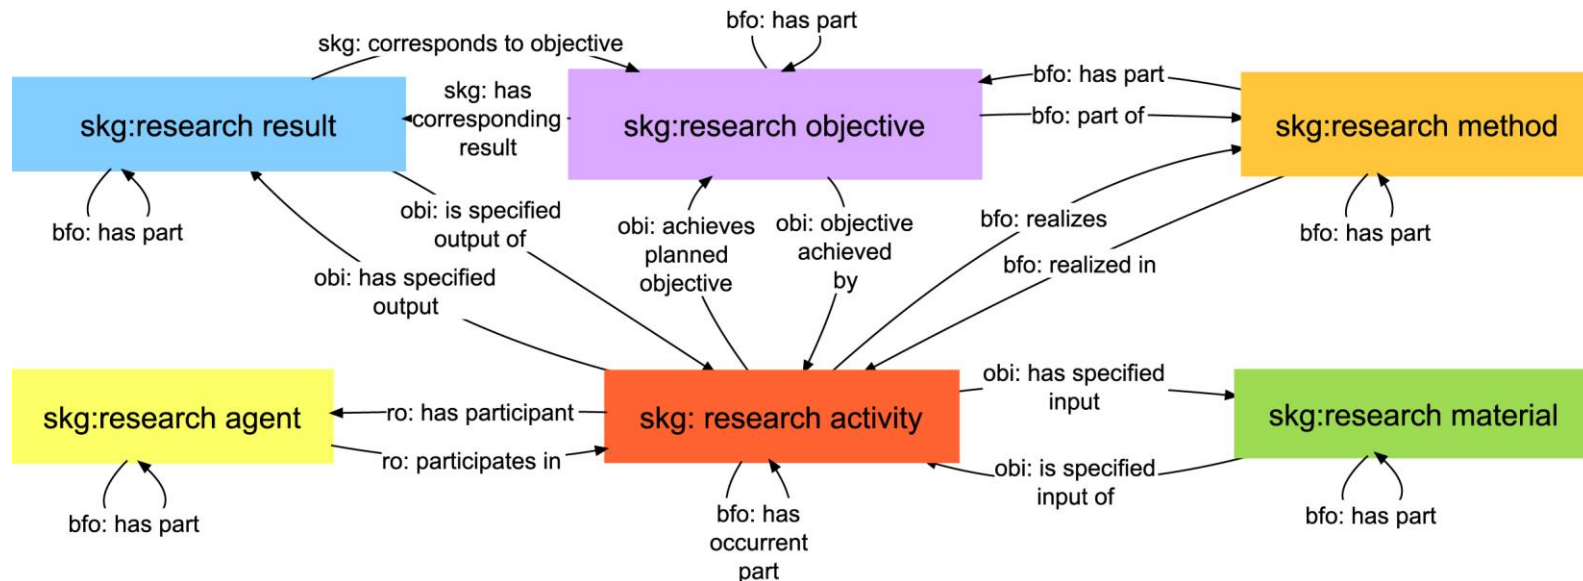 bfo: has part
skg: corresponds to objective
skg: has
corresponding
result
bfo: has part
bfo: part of
skg:research result
skg:research objective
skg:research method
bfo: has part
obi: is specified
output of
obi: has specified
output
obi: achieves
planned
objective
obi: objective
achieved
by
bfo: realizes
bfo: realized in
bfo: has part
skg:research agent
ro: has participant
ro: participates in
skg: research activity
obi: has specified
input
obi: is specified
input of
skg:research material
bfo: has part
bfo: has
occurrent
part
bfo: has part